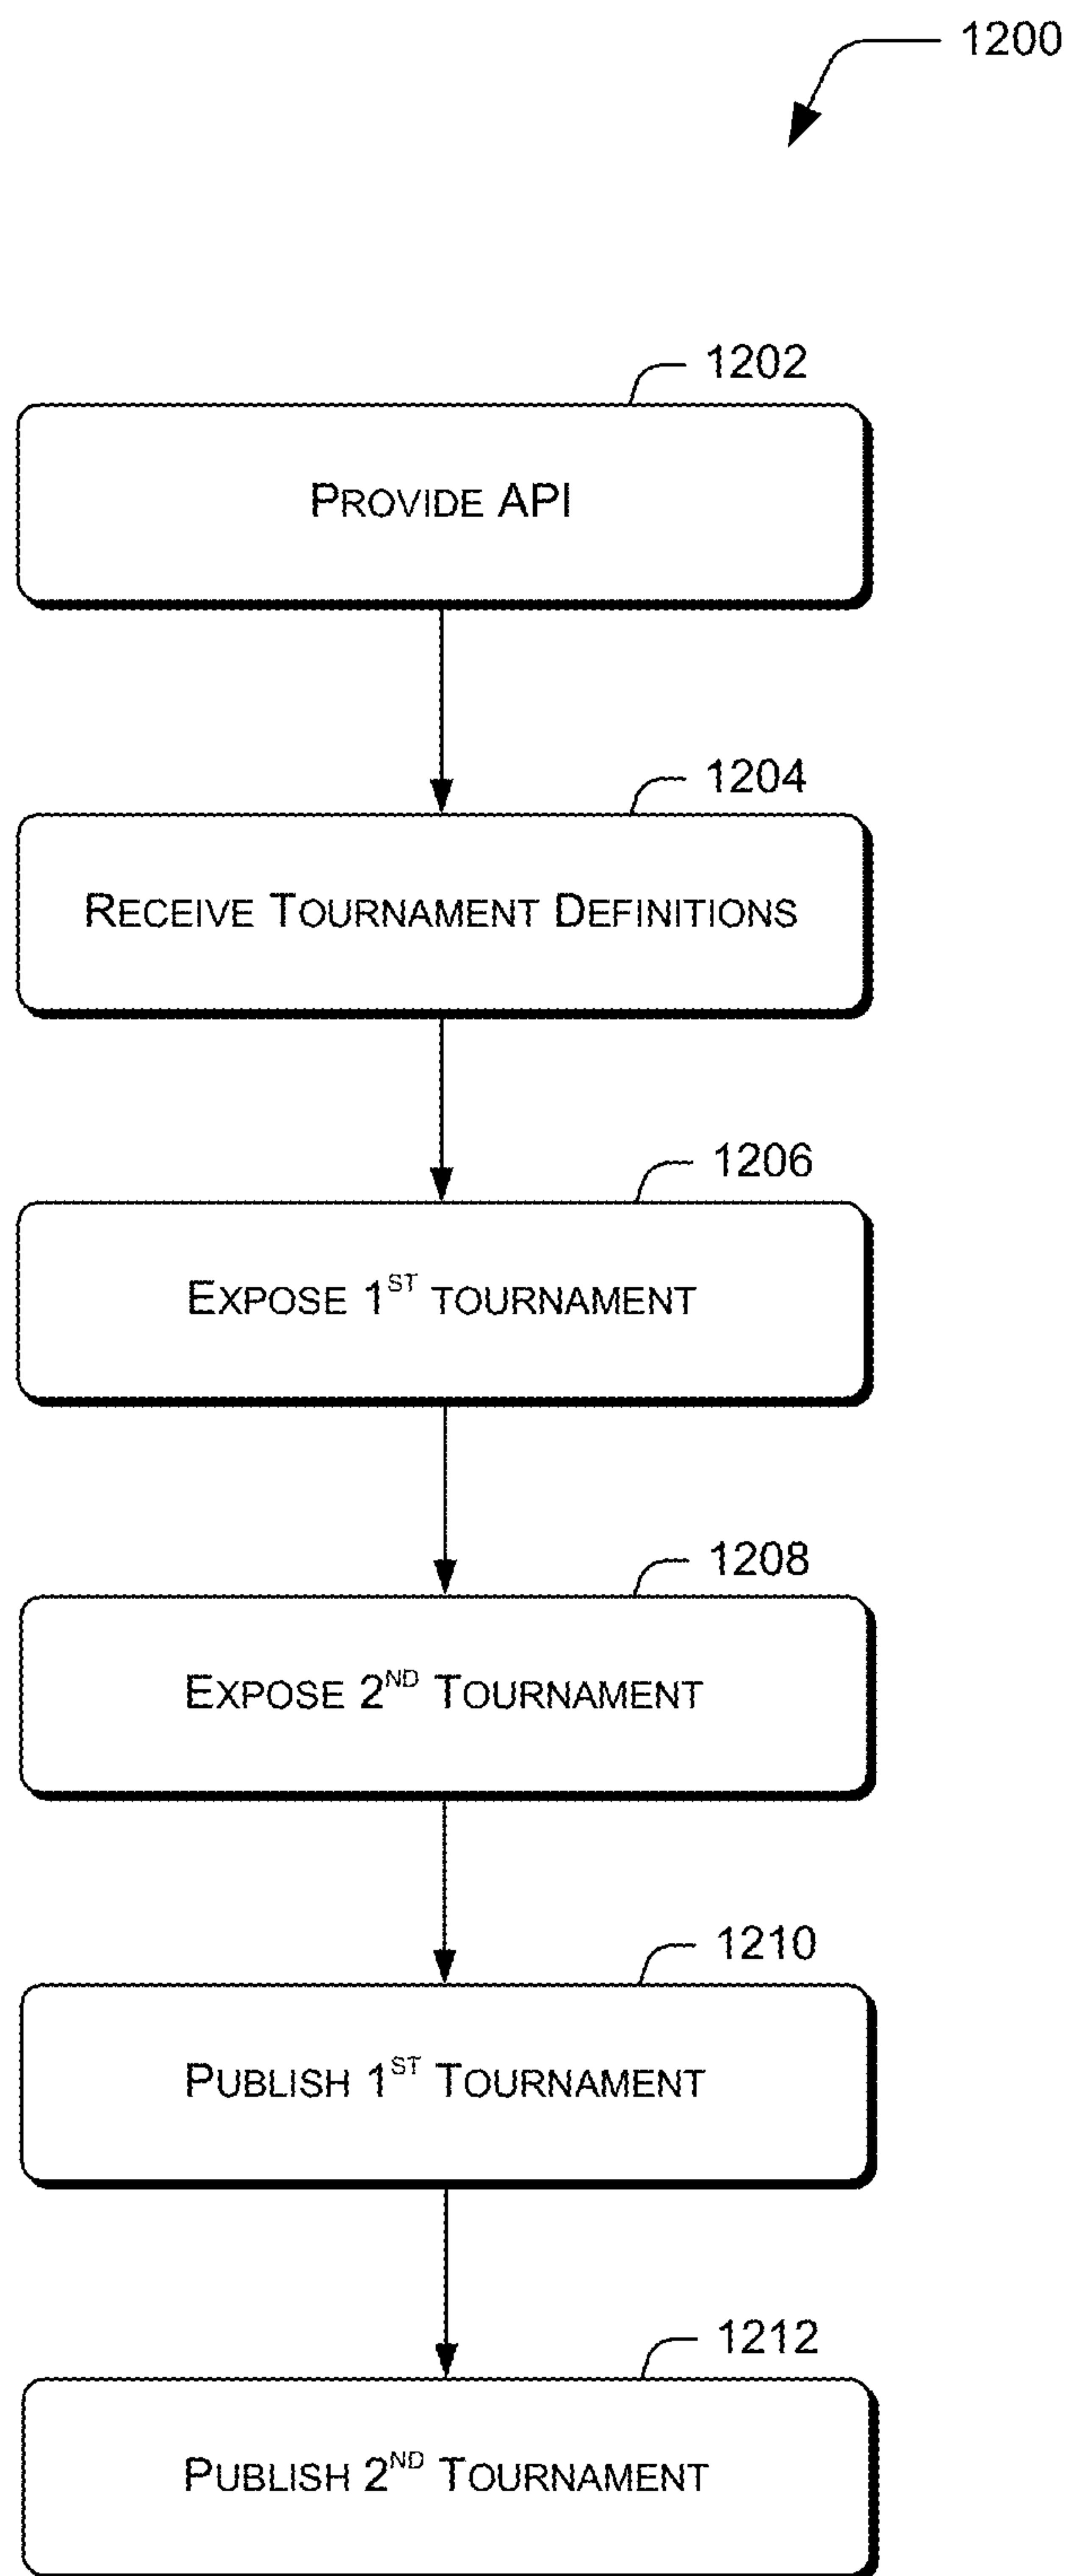 1200
1202
PROVIDE API
1204
RECEIVE TOURNAMENT DEFINITIONS
1206
EXPOSE 1ST TOURNAMENT
1208
EXPOSE 2ND TOURNAMENT
1210
PUBLISH 1ST TOURNAMENT
1212
PUBLISH 2ND TOURNAMENT